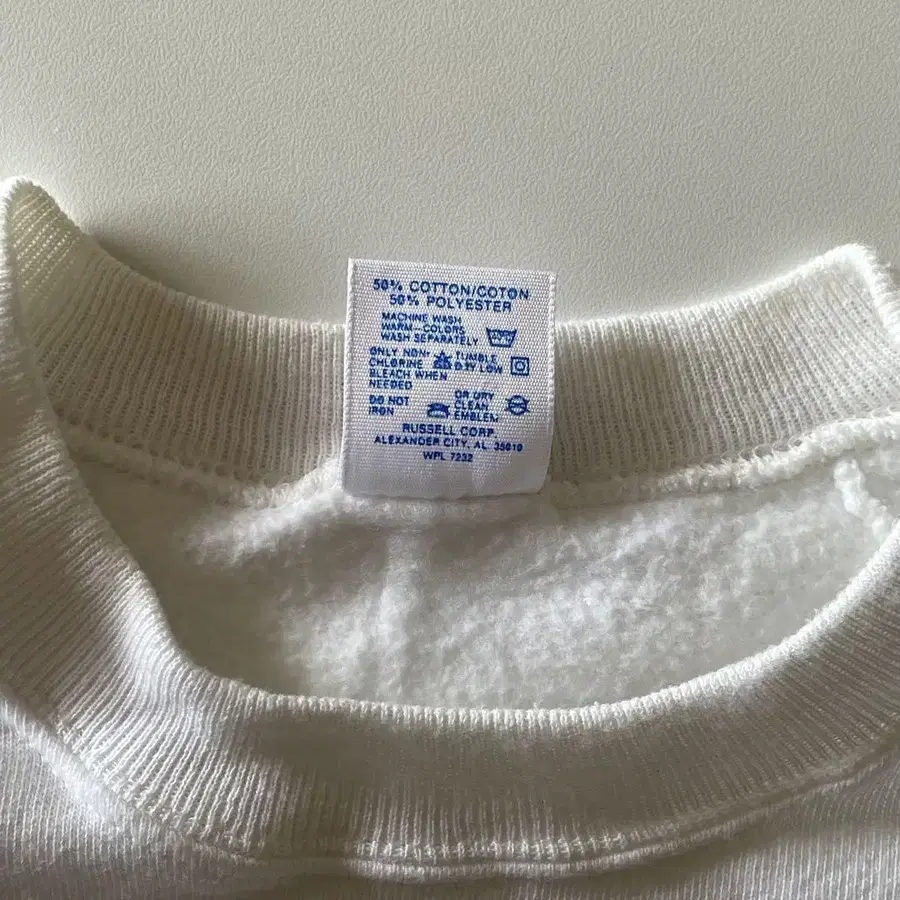 50% COTTON/COTON
50% POLYESTER
MACHINE WASH
WARM-COLORS
WASH SEPARATELY
ONLY NON-
CHLORINE
BLEACH WHEN
NEEDED
TUMBLE
DRY LOW
DO NOT
IRON
OR DRY
CLEAN
EMBLEM
RUSSELL CORP.
ALEXANDER CITY, AL 35010
WPL 7232